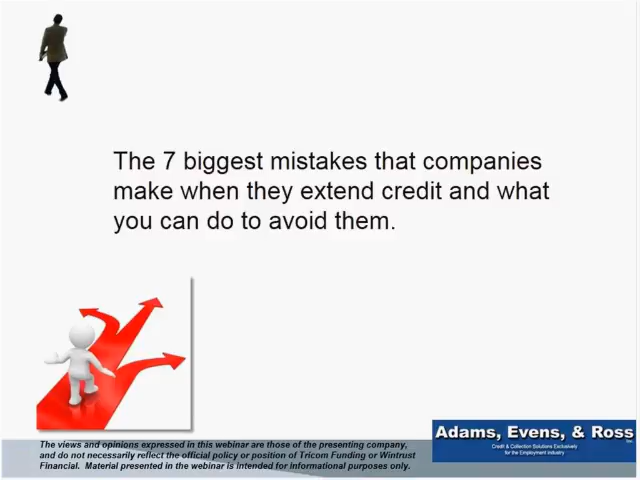 The 7 biggest mistakes that companies
make when they extend credit and what
you can do to avoid them.
The views and opinions expressed in this webinar are those of the presenting company,
and do not necessarily reflect the official policy or position of Tricom Funding or Wintrust
Financial. Material presented in the webinar is intended for informational purposes only.
Adams, Evens, & Ross
Credit & Collection Solutions Exclusively
for the Employment Industry